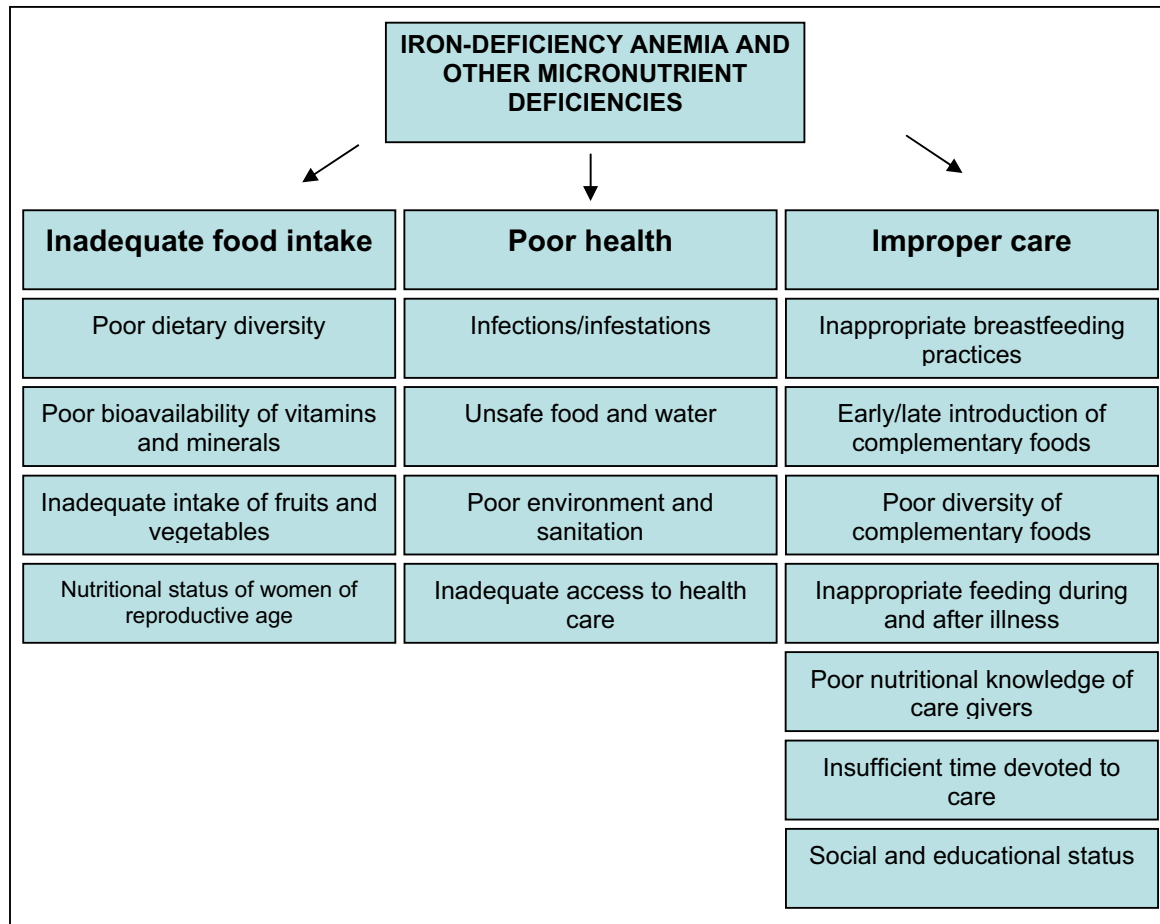 IRON-DEFICIENCY ANEMIA AND
OTHER MICRONUTRIENT
DEFICIENCIES
Inadequate food intake
Poor dietary diversity
Poor bioavailability of vitamins
and minerals
Inadequate intake of fruits and
vegetables
Nutritional status of women of
reproductive age
Poor health
Infections/infestations
Unsafe food and water
Poor environment and
sanitation
Inadequate access to health
care
Improper care
Inappropriate breastfeeding
practices
Early/late introduction of
complementary foods
Poor diversity of
complementary foods
Inappropriate feeding during
and after illness
Poor nutritional knowledge of
care givers
Insufficient time devoted to
care
Social and educational status